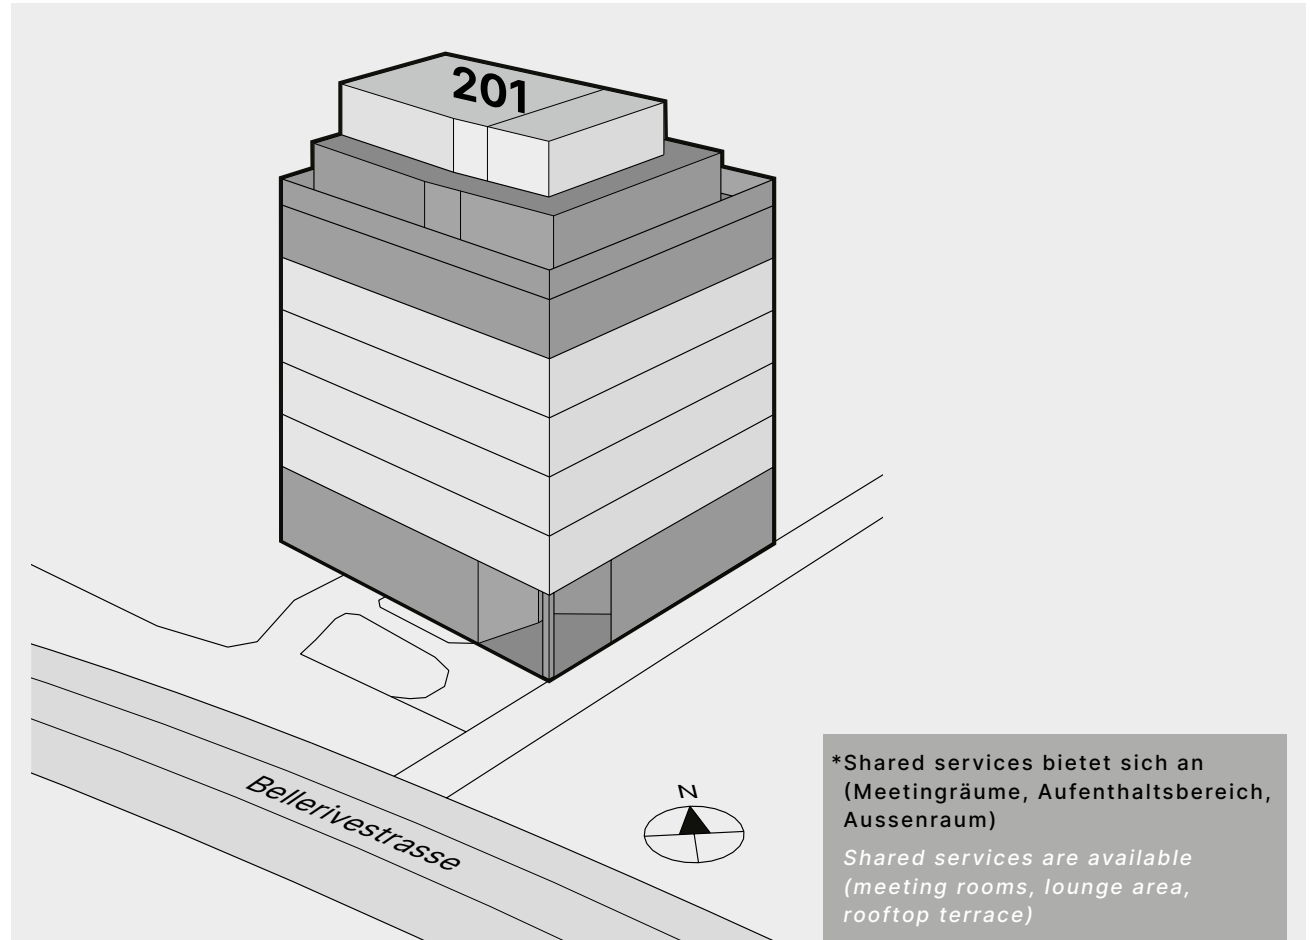 201
Bellerivestrasse
N
*Shared services bietet sich an
(Meetingräume, Aufenthaltsbereich,
Aussenraum)
Shared services are available
(meeting rooms, lounge area,
rooftop terrace)